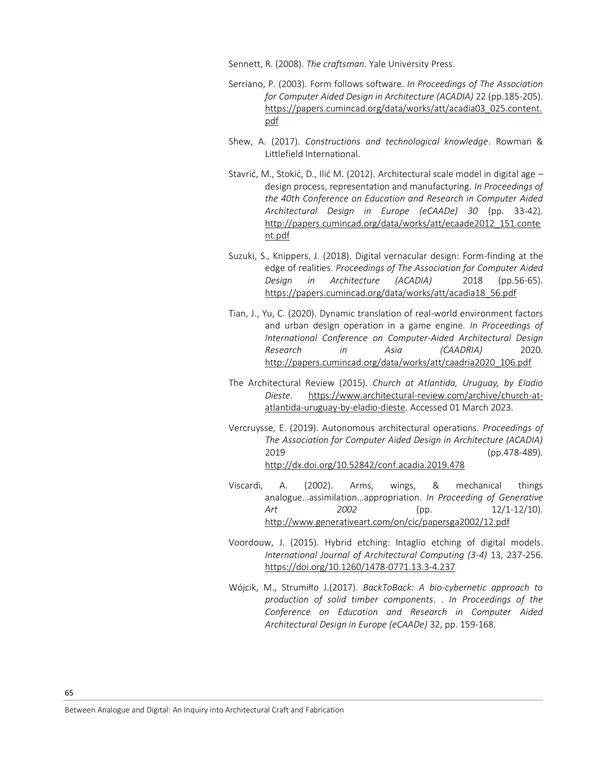 Sennett, R. (2008). The craftsman. Yale University Press.
Serriano, P. (2003). Form follows software. In Proceedings of The Association
for Computer Aided Design in Architecture (ACADIA) 22 (pp.185-205).
https://papers.cumincad.org/data/works/att/acadia03_025.content.
pdf
Shew, A. (2017). Constructions and technological knowledge. Rowman &
Littlefield International.
Stavrić, M., Stokić, D., Ilić M. (2012). Architectural scale model in digital age –
design process, representation and manufacturing. In Proceedings of
the 40th Conference on Education and Research in Computer Aided
Architectural Design in Europe (eCAADe) 30 (pp. 33-42).
http://papers.cumincad.org/data/works/att/ecaade2012_151.conte
nt.pdf
Suzuki, S., Knippers, J. (2018). Digital vernacular design: Form-finding at the
edge of realities. Proceedings of The Association for Computer Aided
Design in Architecture (ACADIA) 2018 (pp.56-65).
https://papers.cumincad.org/data/works/att/acadia18_56.pdf
Tian, J., Yu, C. (2020). Dynamic translation of real-world environment factors
and urban design operation in a game engine. In Proceedings of
International Conference on Computer-Aided Architectural Design
Research in Asia (CAADRIA) 2020.
http://papers.cumincad.org/data/works/att/caadria2020_106.pdf
The Architectural Review (2015). Church at Atlantida, Uruguay, by Eladio
Dieste. https://www.architectural-review.com/archive/church-at-
atlantida-uruguay-by-eladio-dieste. Accessed 01 March 2023.
Vercruysse, E. (2019). Autonomous architectural operations. Proceedings of
The Association for Computer Aided Design in Architecture (ACADIA)
2019 (pp.478-489).
http://dx.doi.org/10.52842/conf.acadia.2019.478
Viscardi, A. (2002). Arms, wings, & mechanical things
analogue…assimilation…appropriation. In Proceeding of Generative
Art 2002 (pp. 12/1-12/10).
http://www.generativeart.com/on/cic/papersga2002/12.pdf
Voordouw, J. (2015). Hybrid etching: Intaglio etching of digital models.
International Journal of Architectural Computing (3-4) 13, 237-256.
https://doi.org/10.1260/1478-0771.13.3-4.237
Wójcik, M., Strumiłło J.(2017). BackToBack: A bio-cybernetic approach to
production of solid timber components. . In Proceedings of the
Conference on Education and Research in Computer Aided
Architectural Design in Europe (eCAADe) 32, pp. 159-168.
65
Between Analogue and Digital: An Inquiry into Architectural Craft and Fabrication